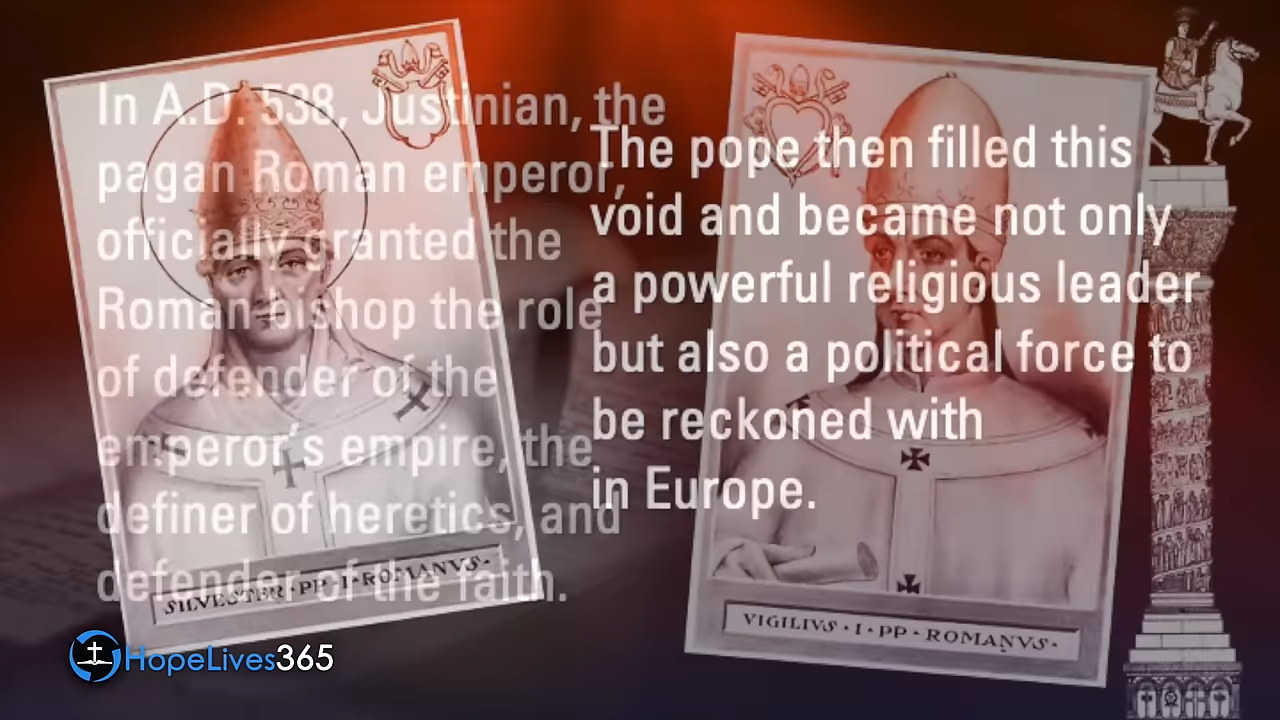 In A.D. 538, Justinian, the
pagan Roman emperor,
officially granted the
Roman bishop the role
of defender of the
emperor's empire, the
definer of heretics, and
defender of the faith.
The pope then filled this
void and became not only
a powerful religious leader
but also a political force to
be reckoned with
in Europe.
SILVESTER · PP · I · ROMANVS ·
VIGILIVS · I · PP · ROMANVS ·
HopeLives365